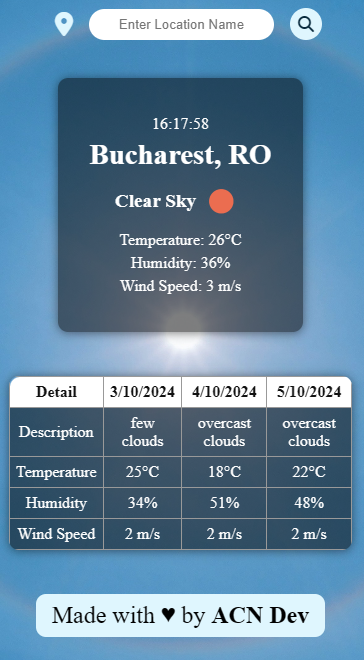 Enter Location Name
16:17:58
Bucharest, RO
Clear Sky
Temperature: 26°C
Humidity: 36%
Wind Speed: 3 m/s
Detail 3/10/2024 4/10/2024 5/10/2024
Description few clouds overcast clouds overcast clouds
Temperature 25°C 18°C 22°C
Humidity 34% 51% 48%
Wind Speed 2 m/s 2 m/s 2 m/s
Made with ♥ by ACN Dev